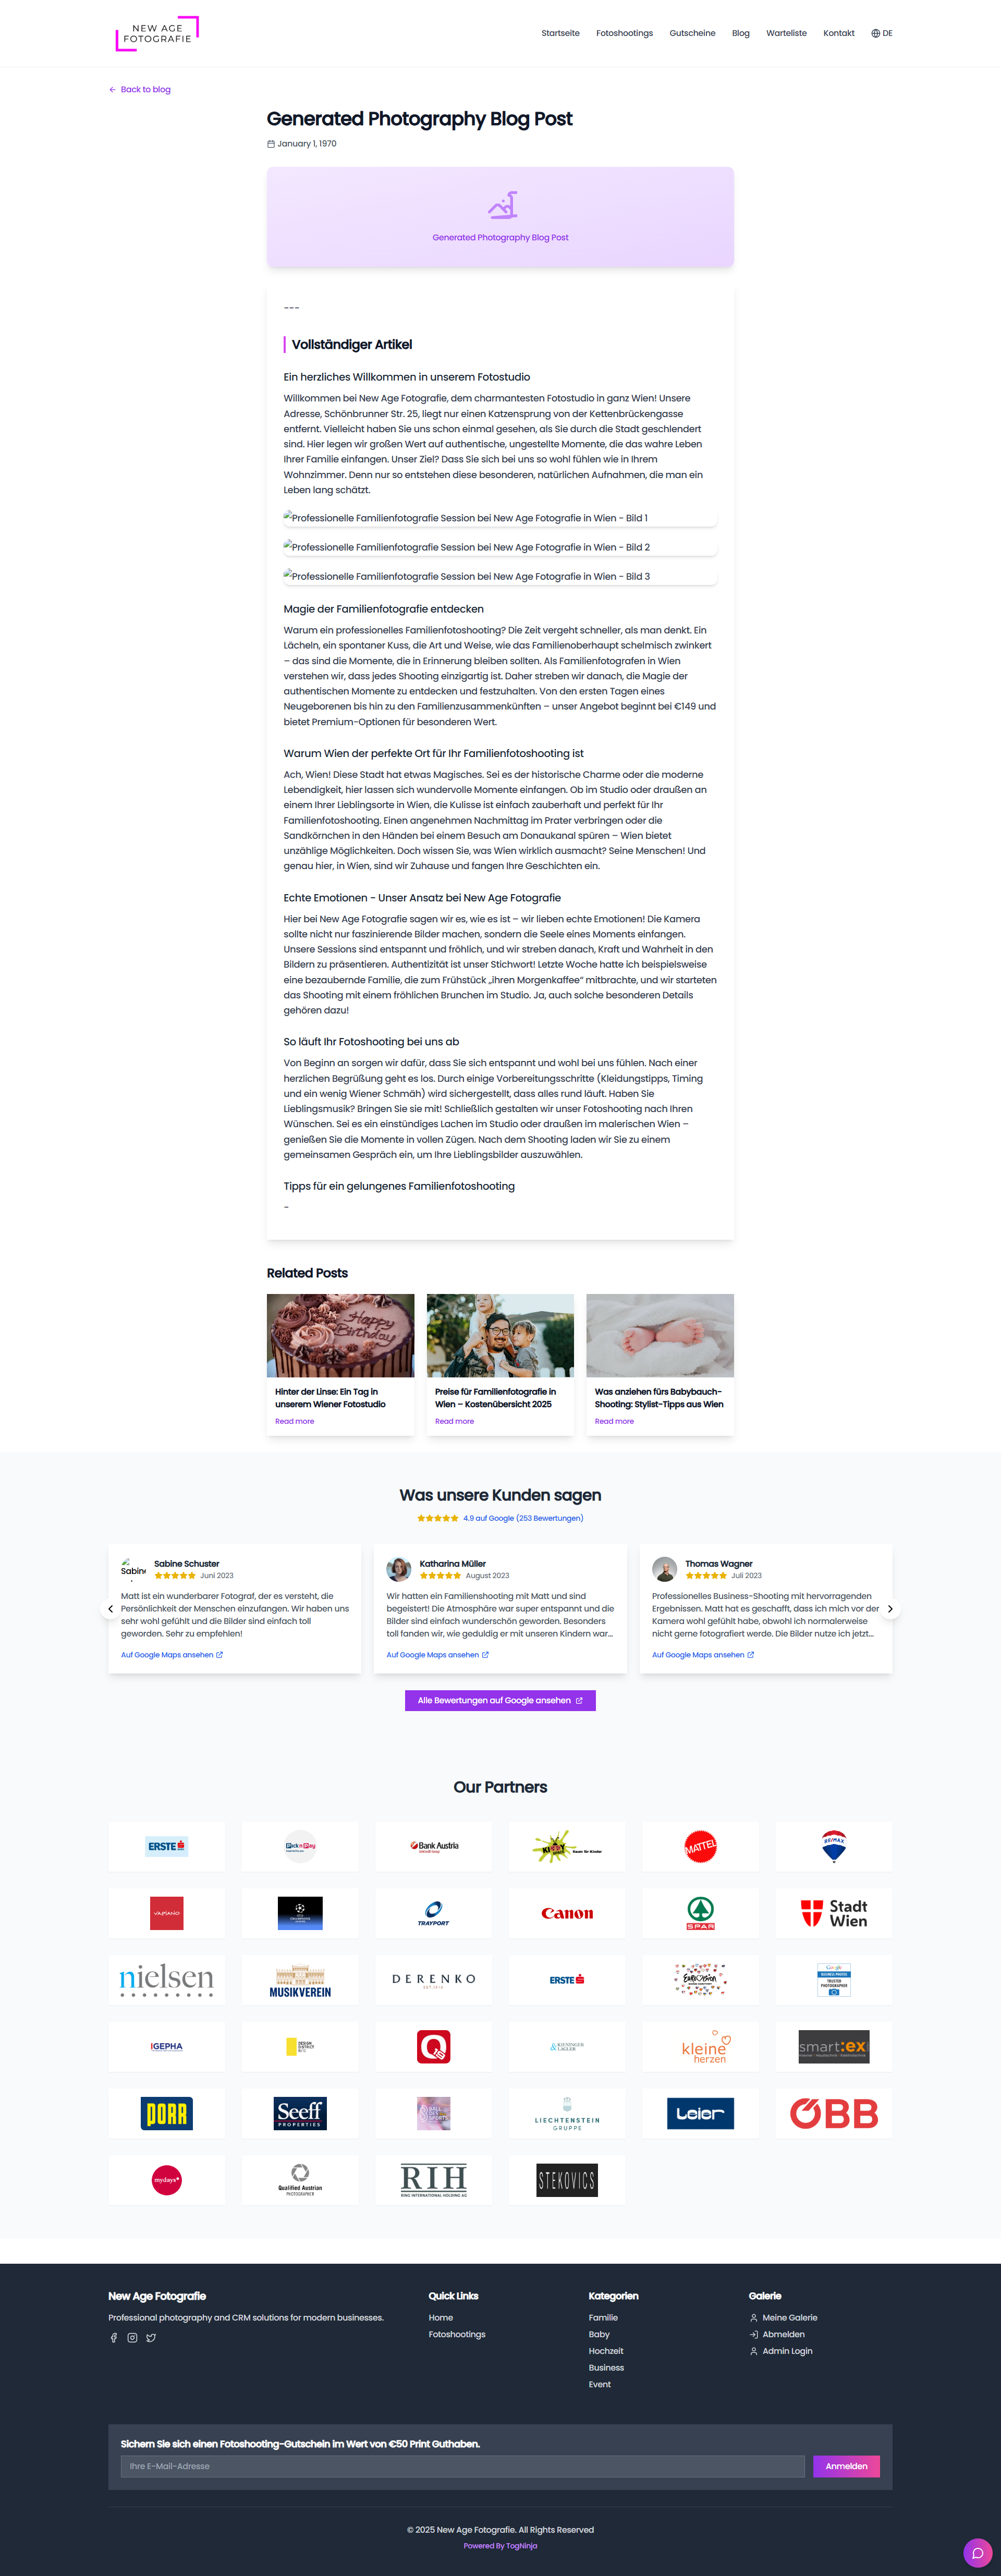 NEW AGE
FOTOGRAFIE
Startseite
Fotoshootings
Gutscheine
Blog
Warteliste
Kontakt
DE
Back to blog
Generated Photography Blog Post
January 1, 1970
Generated Photography Blog Post
---
Vollständiger Artikel
Ein herzliches Willkommen in unserem Fotostudio
Willkommen bei New Age Fotografie, dem charmantesten Fotostudio in ganz Wien! Unsere
Adresse, Schönbrunner Str. 25, liegt nur einen Katzensprung von der Kettenbrückengasse
entfernt. Vielleicht haben Sie uns schon einmal gesehen, als Sie durch die Stadt geschlendert
sind. Hier legen wir großen Wert auf authentische, ungestellte Momente, die das wahre Leben
Ihrer Familie einfangen. Unser Ziel? Dass Sie sich bei uns so wohl fühlen wie in Ihrem
Wohnzimmer. Denn nur so entstehen diese besonderen, natürlichen Aufnahmen, die man ein
Leben lang schätzt.
Professionelle Familienfotografie Session bei New Age Fotografie in Wien - Bild 1
Professionelle Familienfotografie Session bei New Age Fotografie in Wien - Bild 2
Professionelle Familienfotografie Session bei New Age Fotografie in Wien - Bild 3
Magie der Familienfotografie entdecken
Warum ein professionelles Familienfotoshooting? Die Zeit vergeht schneller, als man denkt. Ein
Lächeln, ein spontaner Kuss, die Art und Weise, wie das Familienoberhaupt schelmisch zwinkert
– das sind die Momente, die in Erinnerung bleiben sollten. Als Familienfotografen in Wien
verstehen wir, dass jedes Shooting einzigartig ist. Daher streben wir danach, die Magie der
authentischen Momente zu entdecken und festzuhalten. Von den ersten Tagen eines
Neugeborenen bis hin zu den Familienzusammenkünften – unser Angebot beginnt bei €149 und
bietet Premium-Optionen für besonderen Wert.
Warum Wien der perfekte Ort für Ihr Familienfotoshooting ist
Ach, Wien! Diese Stadt hat etwas Magisches. Sei es der historische Charme oder die moderne
Lebendigkeit, hier lassen sich wundervolle Momente einfangen. Ob im Studio oder draußen an
einem Ihrer Lieblingsorte in Wien, die Kulisse ist einfach zauberhaft und perfekt für Ihr
Familienfotoshooting. Einen angenehmen Nachmittag im Prater verbringen oder die
Sandkörnchen in den Händen bei einem Besuch am Donaukanal spüren – Wien bietet
unzählige Möglichkeiten. Doch wissen Sie, was Wien wirklich ausmacht? Seine Menschen! Und
genau hier, in Wien, sind wir Zuhause und fangen Ihre Geschichten ein.
Echte Emotionen - Unser Ansatz bei New Age Fotografie
Hier bei New Age Fotografie sagen wir es, wie es ist – wir lieben echte Emotionen! Die Kamera
sollte nicht nur faszinierende Bilder machen, sondern die Seele eines Moments einfangen.
Unsere Sessions sind entspannt und fröhlich, und wir streben danach, Kraft und Wahrheit in den
Bildern zu präsentieren. Authentizität ist unser Stichwort! Letzte Woche hatte ich beispielsweise
eine bezaubernde Familie, die zum Frühstück „ihren Morgenkaffee“ mitbrachte, und wir starteten
das Shooting mit einem fröhlichen Brunchen im Studio. Ja, auch solche besonderen Details
gehören dazu!
So läuft Ihr Fotoshooting bei uns ab
Von Beginn an sorgen wir dafür, dass Sie sich entspannt und wohl bei uns fühlen. Nach einer
herzlichen Begrüßung geht es los. Durch einige Vorbereitungsschritte (Kleidungstipps, Timing
und ein wenig Wiener Schmäh) wird sichergestellt, dass alles rund läuft. Haben Sie
Lieblingsmusik? Bringen Sie sie mit! Schließlich gestalten wir unser Fotoshooting nach Ihren
Wünschen. Sei es ein einstündiges Lachen im Studio oder draußen im malerischen Wien –
genießen Sie die Momente in vollen Zügen. Nach dem Shooting laden wir Sie zu einem
gemeinsamen Gespräch ein, um Ihre Lieblingsbilder auszuwählen.
Tipps für ein gelungenes Familienfotoshooting
-
Related Posts
Happy
Birthday
Hinter der Linse: Ein Tag in
unserem Wiener Fotostudio
Read more
Preise für Familienfotografie in
Wien – Kostenübersicht 2025
Read more
Was anziehen fürs Babybauch-
Shooting: Stylist-Tipps aus Wien
Read more
Was unsere Kunden sagen
4.9 auf Google (253 Bewertungen)
Sabine
Sabine Schuster
Juni 2023
Matt ist ein wunderbarer Fotograf, der es versteht, die
Persönlichkeit der Menschen einzufangen. Wir haben uns
sehr wohl gefühlt und die Bilder sind einfach toll
geworden. Sehr zu empfehlen!
Auf Google Maps ansehen
Katharina Müller
August 2023
Wir hatten ein Familienshooting mit Matt und sind
begeistert! Die Atmosphäre war super entspannt und die
Bilder sind einfach wunderschön geworden. Besonders
toll fanden wir, wie geduldig er mit unseren Kindern war...
Auf Google Maps ansehen
Thomas Wagner
Juli 2023
Professionelles Business-Shooting mit hervorragenden
Ergebnissen. Matt hat es geschafft, dass ich mich vor der
Kamera wohl gefühlt habe, obwohl ich normalerweise
nicht gerne fotografiert werde. Die Bilder nutze ich jetzt...
Auf Google Maps ansehen
Alle Bewertungen auf Google ansehen
Our Partners
ERSTE
Pick n Pay
Bank Austria
Raum für Kinder
MATTEL
RE/MAX
VAPIANO
TRAYPORT
Canon
SPAR
Stadt
Wien
nielsen
MUSIKVEREIN
DERENKO
ERSTE
Google
TRUSTED
PHOTOGRAPHER
IGEPHA
DESIGN
DISTRICT
KIENINGER
LAGLER
kleine
herzen
smart:ex
PORR
Seeff
PROPERTIES
LIECHTENSTEIN
GRUPPE
Leier
ÖBB
mydays
Qualified Austrian
PHOTOGRAPHER
RIH
RING INTERNATIONAL HOLDING AG
STEKOVICS
New Age Fotografie
Professional photography and CRM solutions for modern businesses.
Quick Links
Home
Fotoshootings
Kategorien
Familie
Baby
Hochzeit
Business
Event
Galerie
Meine Galerie
Abmelden
Admin Login
Sichern Sie sich einen Fotoshooting-Gutschein im Wert von €50 Print Guthaben.
Ihre E-Mail-Adresse
Anmelden
© 2025 New Age Fotografie. All Rights Reserved
Powered By TogNinja